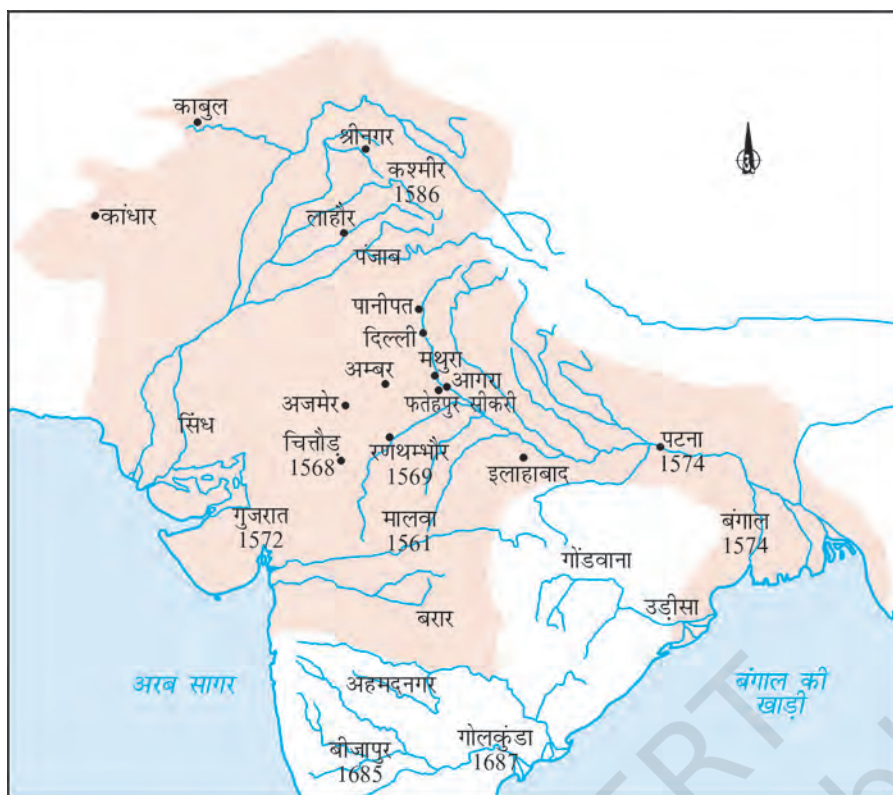 काबुल
श्रीनगर
कश्मीर
1586
कांधार
लाहौर
पंजाब
पानीपत
दिल्ली
मथुरा
अम्बर
आगरा
फतेहपुर सीकरी
अजमेर
सिंध
चित्तौड़
1568
रणथम्भौर
1569
इलाहाबाद
पटना
1574
गुजरात
1572
मालवा
1561
बंगाल
1574
गोंडवाना
उड़ीसा
बरार
अरब सागर
अहमदनगर
बंगाल की
खाड़ी
बीजापुर
1685
गोलकुंडा
1687